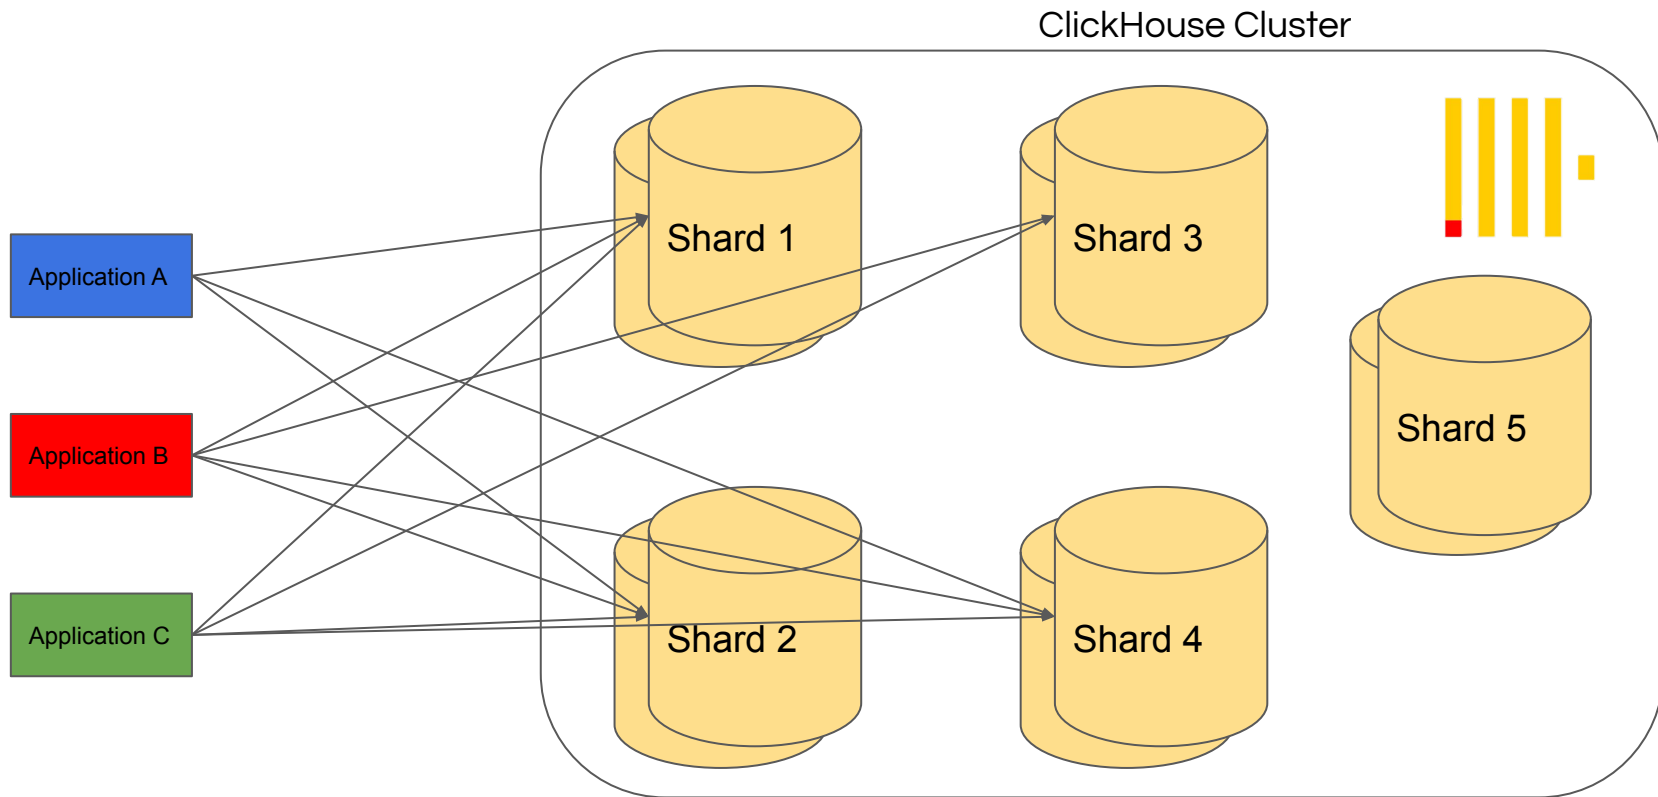 ClickHouse Cluster
Shard 1
Shard 3
Application A
Shard 5
Application B
Application C
Shard 2
Shard 4